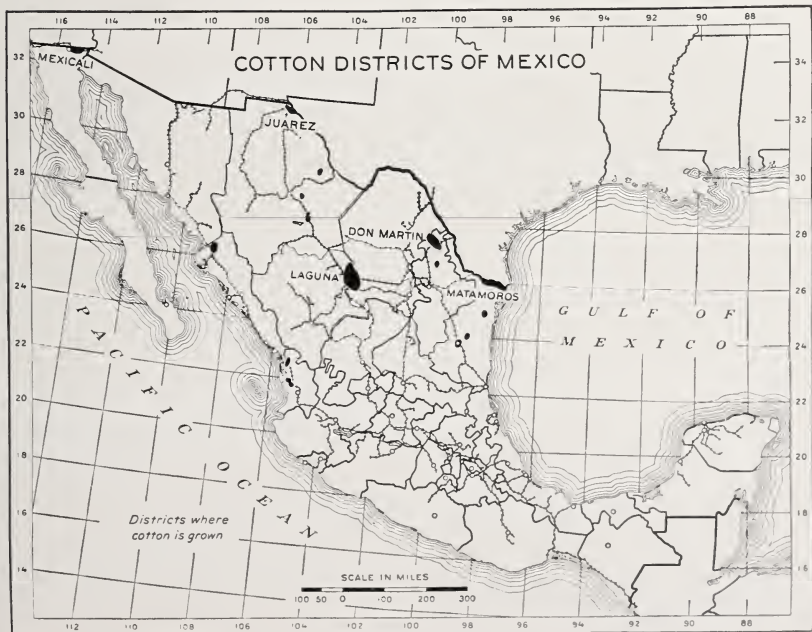 116 114 112 110 108 106 104 102 100 98 96 94 92 90 88
COTTON DISTRICTS OF MEXICO
MEXICALI
JUAREZ
DON MARTIN
LAGUNA
MATAMOROS
GULF OF
MEXICO
PACIFIC OCEAN
Districts where
cotton is grown
SCALE IN MILES
100 50 0 100 200 300
32
30
28
26
24
22
20
18
16
14
34
32
30
28
26
24
22
20
18
16
112 110 108 106 104 102 100 98 96 94 92 90 88